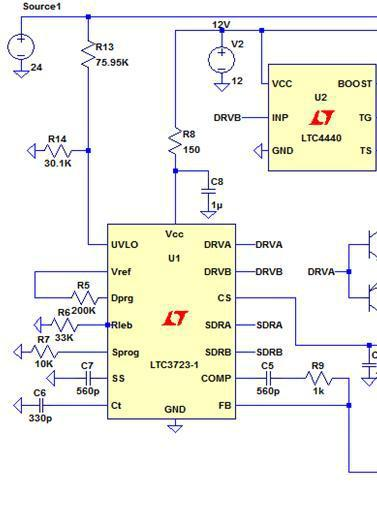 Source1
24
R13
75.95K
12V
V2
12
VCC
BOOST
U2
DRVB
INP
TG
LTC4440
GND
TS
R14
30.1K
R8
150
C8
1µ
Vcc
U1
UVLO
DRVA
DRVA
Vref
DRVB
DRVB
DRVA
R5
200K
Dprg
CS
R6
33K
Rleb
SDRA
SDRA
R7
10K
Sprog
SDRB
SDRB
LTC3723-1
C7
560p
SS
COMP
C5
560p
R9
1k
C6
330p
Ct
FB
GND
C